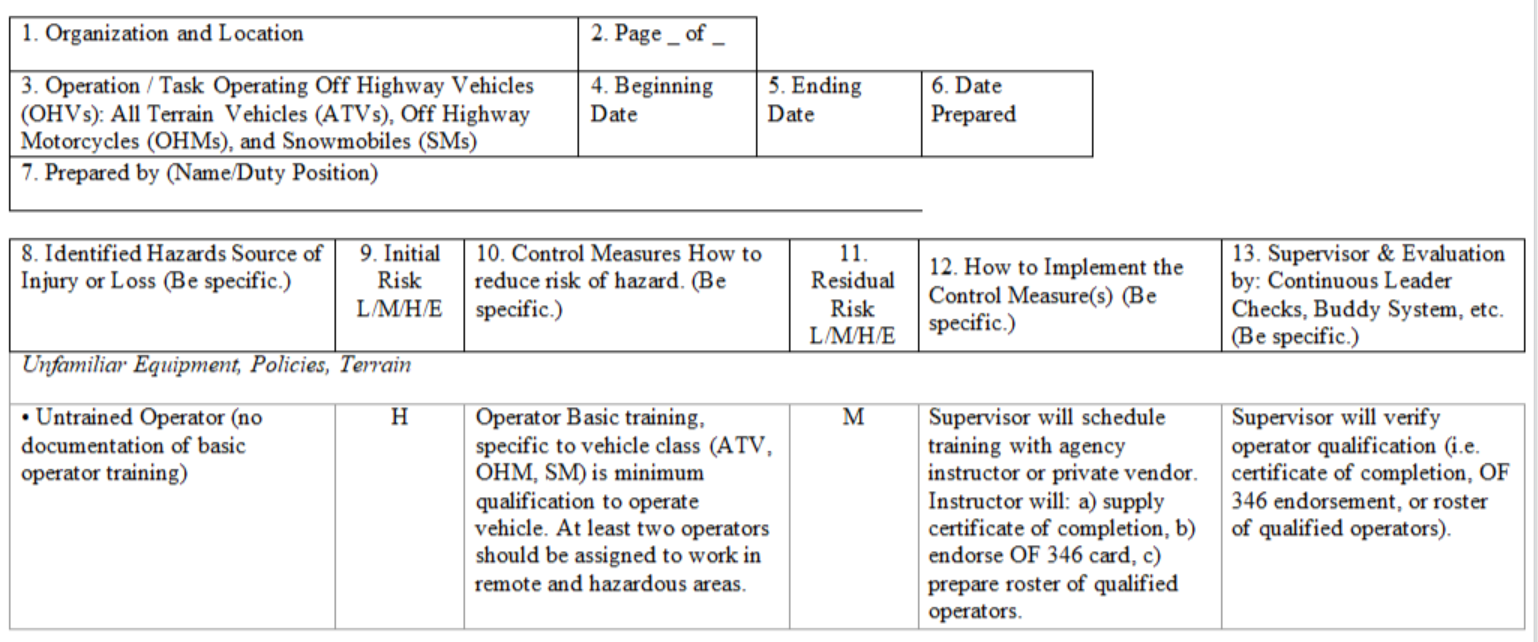 1. Organization and Location
2. Page _ of _
3. Operation / Task Operating Off Highway Vehicles
(OHVs): All Terrain Vehicles (ATVs), Off Highway
Motorcycles (OHMs), and Snowmobiles (SMs)
4. Beginning
Date
5. Ending
Date
6. Date
Prepared
7. Prepared by (Name/Duty Position)
8. Identified Hazards Source of
Injury or Loss (Be specific.)
9. Initial
Risk
L/M/H/E
10. Control Measures How to
reduce risk of hazard. (Be
specific.)
11.
Residual
Risk
L/M/H/E
12. How to Implement the
Control Measure(s) (Be
specific.)
13. Supervisor & Evaluation
by: Continuous Leader
Checks, Buddy System, etc.
(Be specific.)
Unfamiliar Equipment, Policies, Terrain
• Untrained Operator (no
documentation of basic
operator training)
H
Operator Basic training,
specific to vehicle class (ATV,
OHM, SM) is minimum
qualification to operate
vehicle. At least two operators
should be assigned to work in
remote and hazardous areas.
M
Supervisor will schedule
training with agency
instructor or private vendor.
Instructor will: a) supply
certificate of completion, b)
endorse OF 346 card, c)
prepare roster of qualified
operators.
Supervisor will verify
operator qualification (i.e.
certificate of completion, OF
346 endorsement, or roster
of qualified operators).